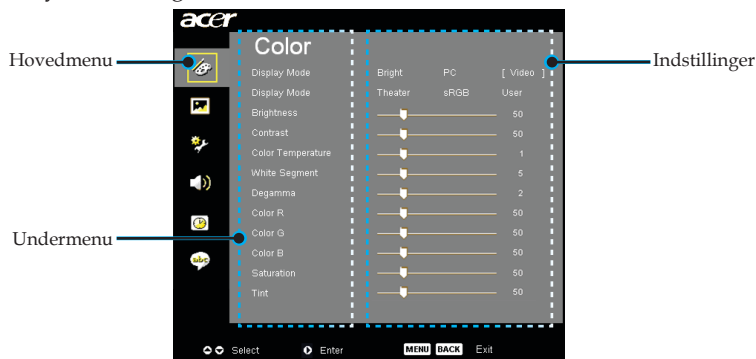 acer
Color
Hovedmenu
Indstillinger
Display Mode Bright PC [ Video ]
Display Mode Theater sRGB User
Brightness 50
Contrast 50
Color Temperature 1
White Segment 5
Degamma 2
Color R 50
Undermenu
Color G 50
Color B 50
abc
Saturation 50
Tint 50
Select Enter MENU BACK Exit